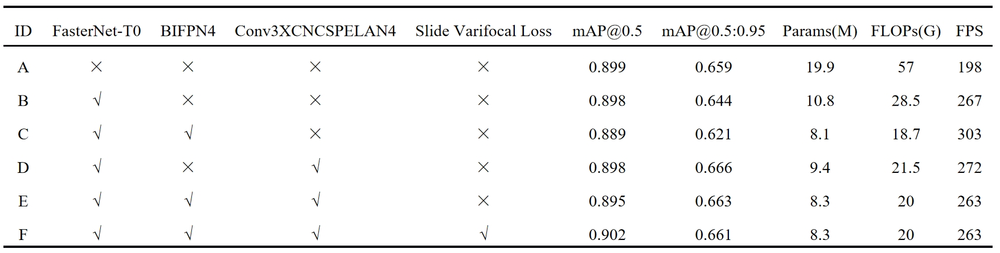 ID FasterNet-T0 BIFPN4 Conv3XCNCSPELAN4 Slide Varifocal Loss mAP@0.5 mAP@0.5:0.95 Params(M) FLOPs(G) FPS
A × × × × 0.899 0.659 19.9 57 198
B √ × × × 0.898 0.644 10.8 28.5 267
C √ √ × × 0.889 0.621 8.1 18.7 303
D √ × √ × 0.898 0.666 9.4 21.5 272
E √ √ √ × 0.895 0.663 8.3 20 263
F √ √ √ √ 0.902 0.661 8.3 20 263